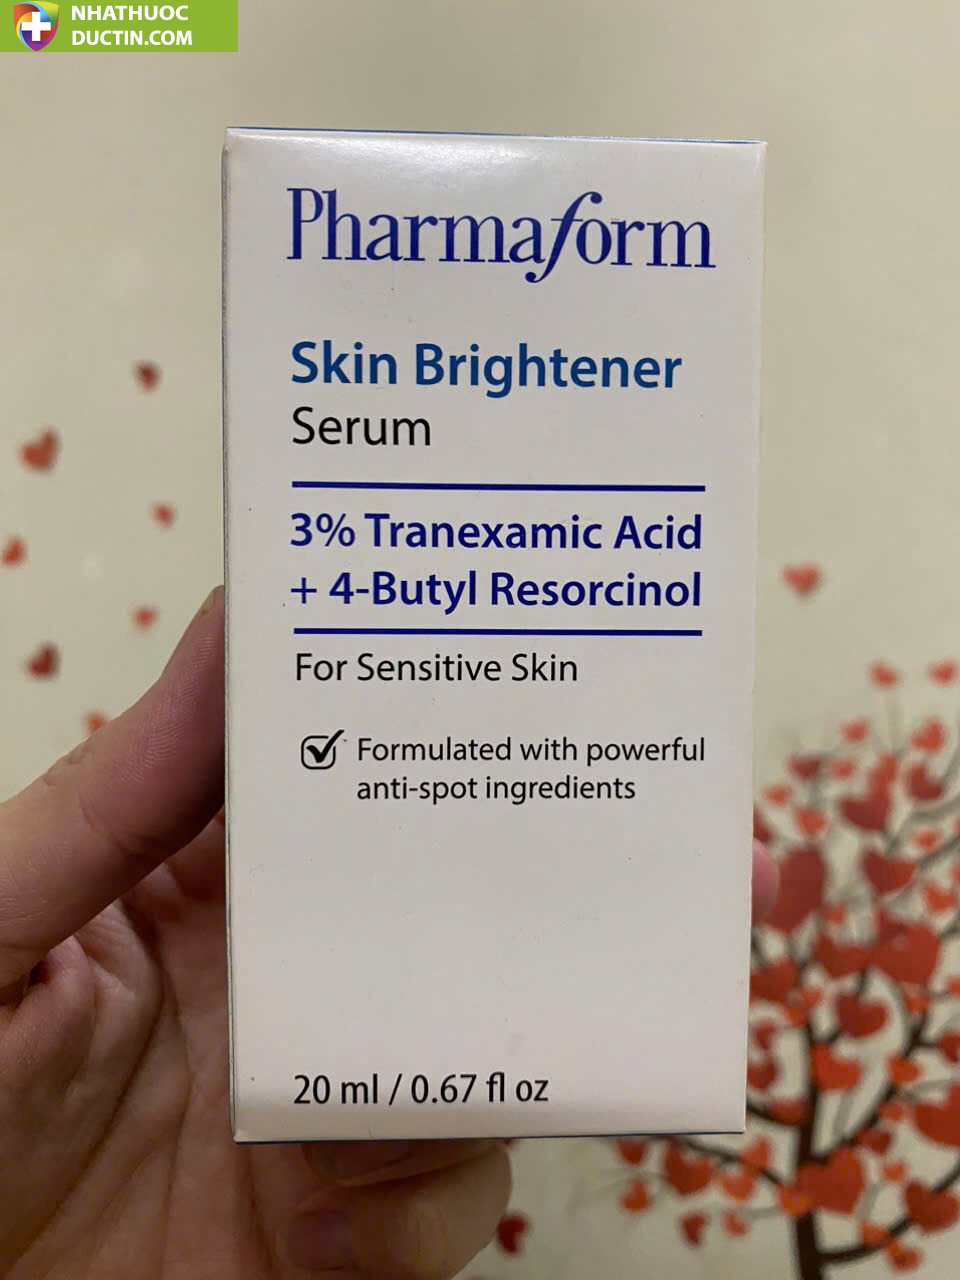 NHATHUOC
DUCTIN.COM
Pharmaform
Skin Brightener
Serum
3% Tranexamic Acid
+ 4-Butyl Resorcinol
For Sensitive Skin
Formulated with powerful
anti-spot ingredients
20 ml / 0.67 fl oz